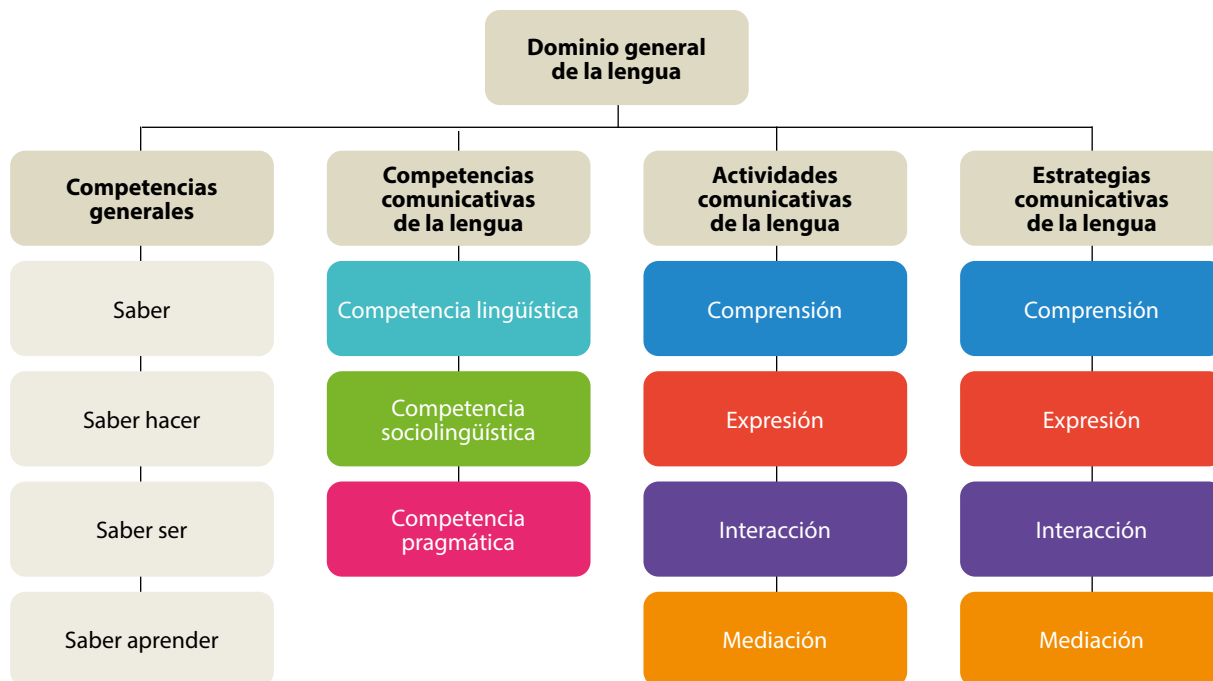 Dominio general
de la lengua
Competencias
generales
Saber
Saber hacer
Saber ser
Saber aprender
Competencias
comunicativas
de la lengua
Competencia lingüística
Competencia
sociolingüística
Competencia
pragmática
Actividades
comunicativas
de la lengua
Comprensión
Expresión
Interacción
Mediación
Estrategias
comunicativas
de la lengua
Comprensión
Expresión
Interacción
Mediación